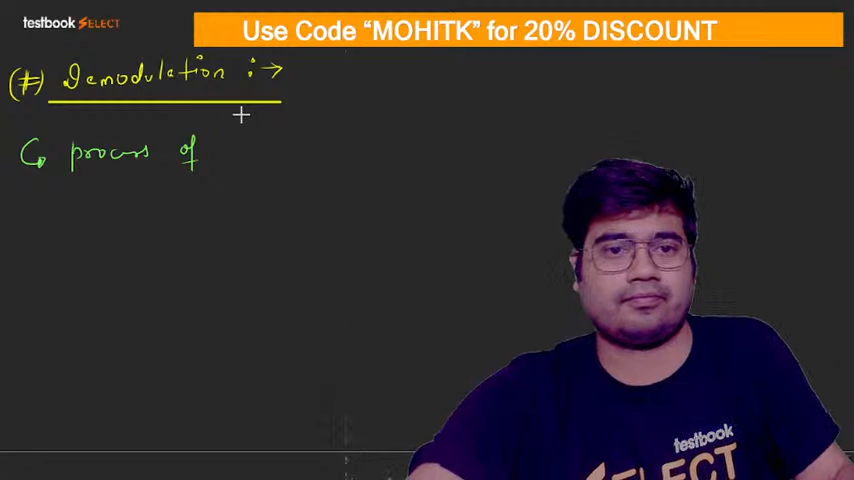 testbook SELECT
Use Code “MOHITK” for 20% DISCOUNT
(#) Demodulation :→
↳ process of
testbook
SELECT